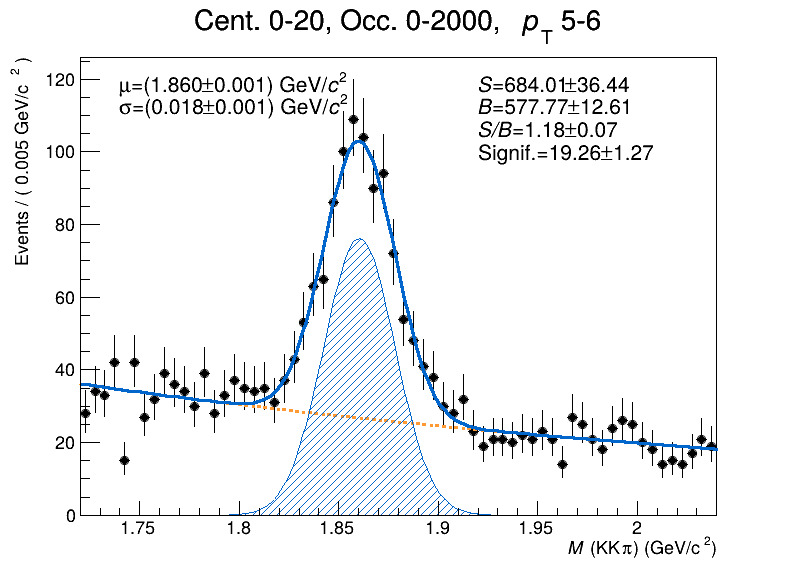 Cent. 0-20, Occ. 0-2000, p_T 5-6
μ=(1.860±0.001) GeV/c²
σ=(0.018±0.001) GeV/c²
S=684.01±36.44
B=577.77±12.61
S/B=1.18±0.07
Signif.=19.26±1.27
Events / ( 0.005 GeV/c ² )
120
100
80
60
40
20
0
1.75 1.8 1.85 1.9 1.95 2
M (KKπ) (GeV/c²)